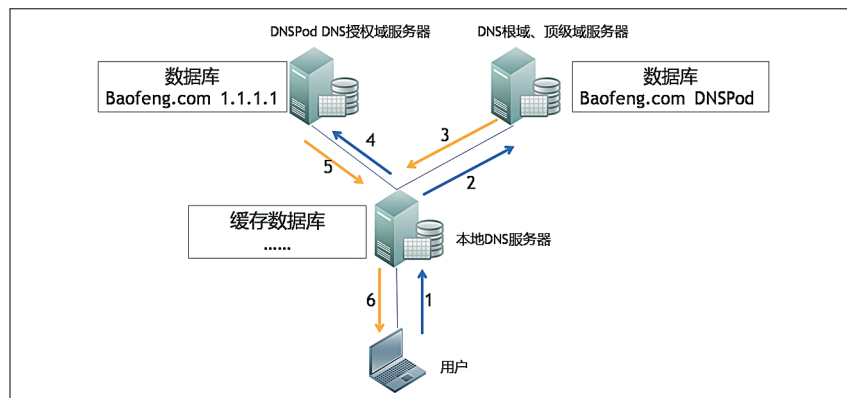 DNSPod DNS授权域服务器
DNS根域、顶级域服务器
数据库
Baofeng.com 1.1.1.1
数据库
Baofeng.com DNSPod
3
4
5
2
缓存数据库
......
本地DNS服务器
6
1
用户